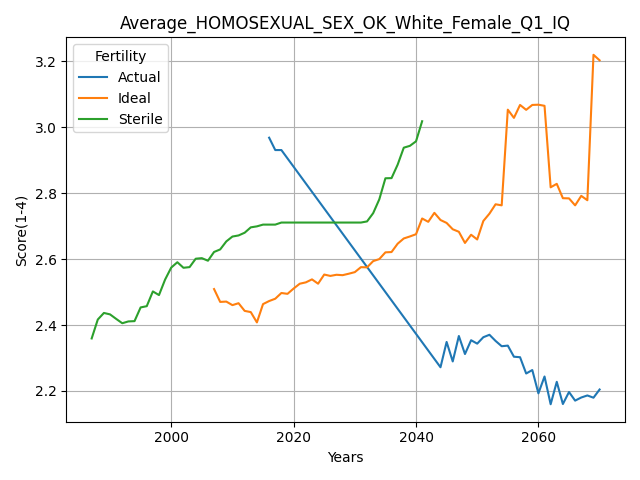 Average_HOMOSEXUAL_SEX_OK_White_Female_Q1_IQ
Fertility
Actual
Ideal
Sterile
Score(1-4)
3.2
3.0
2.8
2.6
2.4
2.2
2000
2020
2040
2060
Years